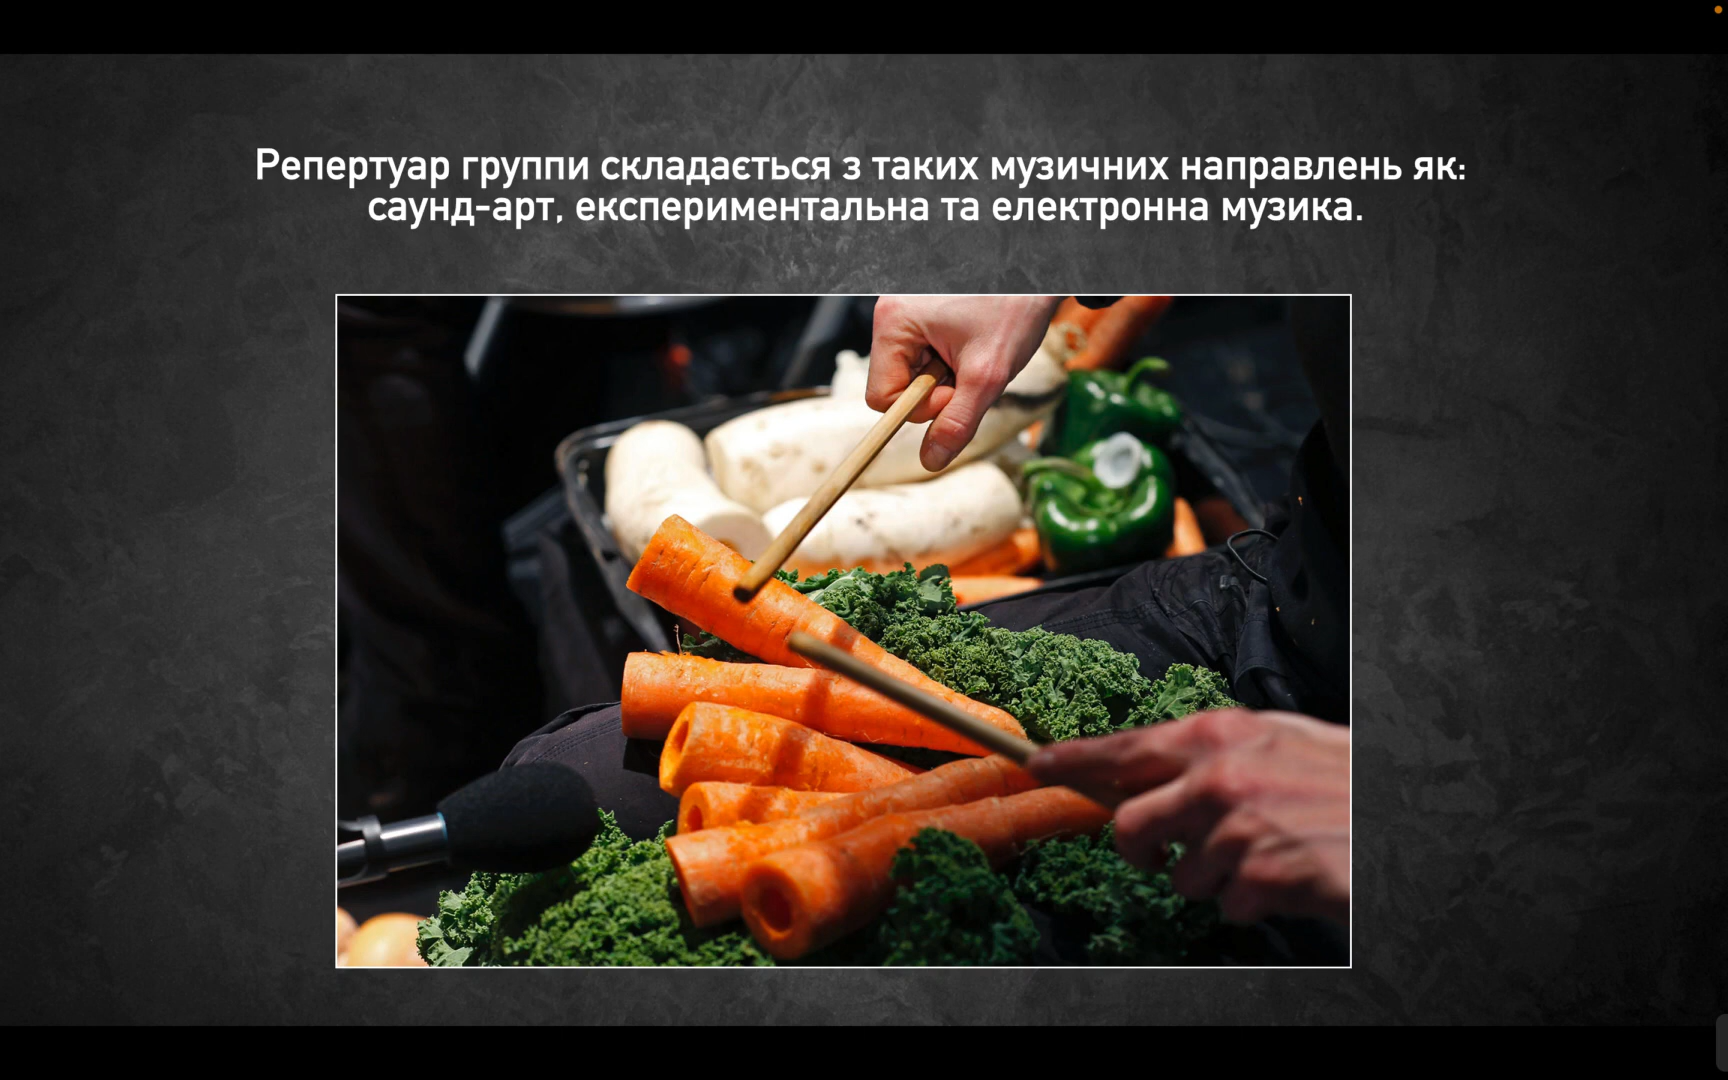 Репертуар группи складається з таких музичних направлень як:
саунд-арт, експериментальна та електронна музика.